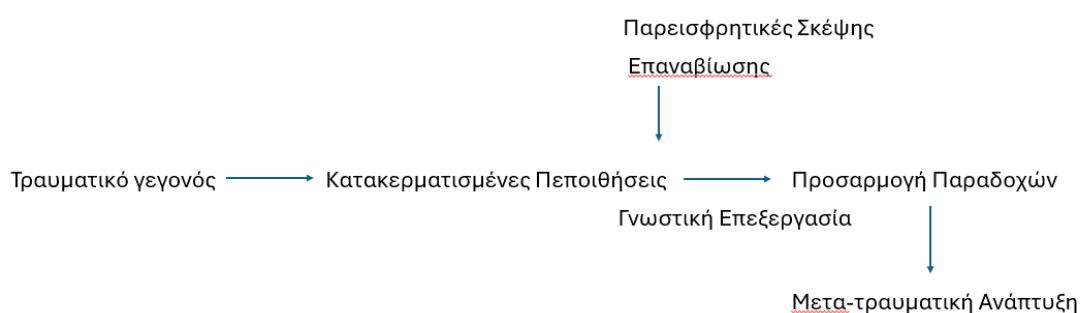 Παρεισφρητικές Σκέψης
Επαναβίωσης
Τραυματικό γεγονός
Κατακερματισμένες Πεποιθήσεις
Προσαρμογή Παραδοχών
Γνωστική Επεξεργασία
Μετα-τραυματική Ανάπτυξη